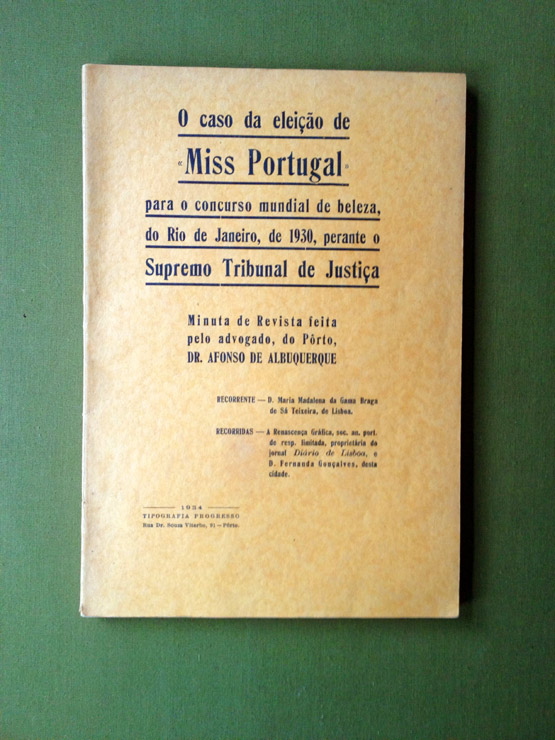 O caso da eleição de
«Miss Portugal»
para o concurso mundial de beleza,
do Rio de Janeiro, de 1930, perante o
Supremo Tribunal de Justiça
Minuta de Revista feita
pelo advogado, do Pôrto,
DR. AFONSO DE ALBUQUERQUE
RECORRENTE — D. Maria Madalena da Gama Braga
de Sá Teixeira, de Lisboa.
RECORRIDAS — A Renascença Gráfica, soc. an. port.
de resp. limitada, proprietária do
jornal Diário de Lisboa, e
D. Fernanda Gonçalves, desta
cidade.
1934
TIPOGRAFIA PROGRESSO
Rua Dr. Sousa Viterbo, 91 — Pôrto.